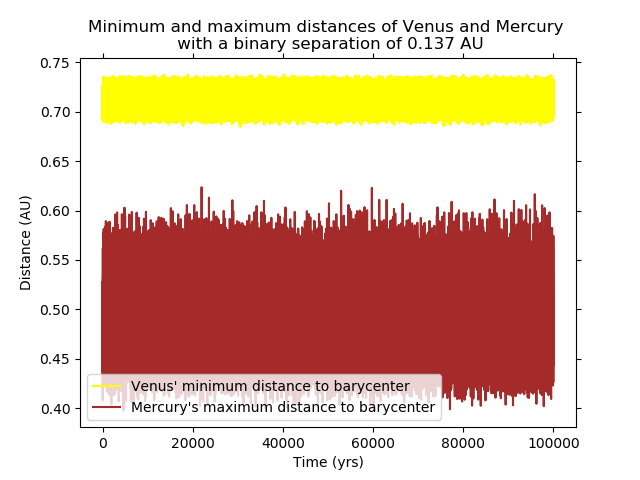 Minimum and maximum distances of Venus and Mercury
with a binary separation of 0.137 AU
0.75
0.70
0.65
0.60
0.55
0.50
0.45
0.40
Distance (AU)
Venus' minimum distance to barycenter
Mercury's maximum distance to barycenter
0 20000 40000 60000 80000 100000
Time (yrs)